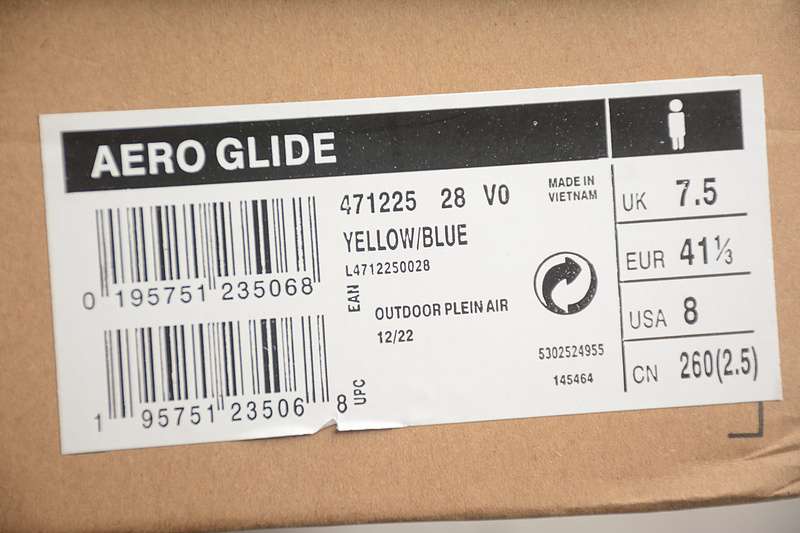 AERO GLIDE
471225 28 V0
YELLOW/BLUE
L4712250028
MADE IN
VIETNAM
0 195751 235068
EAN
OUTDOOR PLEIN AIR
12/22
1 95751 23506 8
UPC
5302524955
145464
UK 7.5
EUR 41⅓
USA 8
CN 260(2.5)